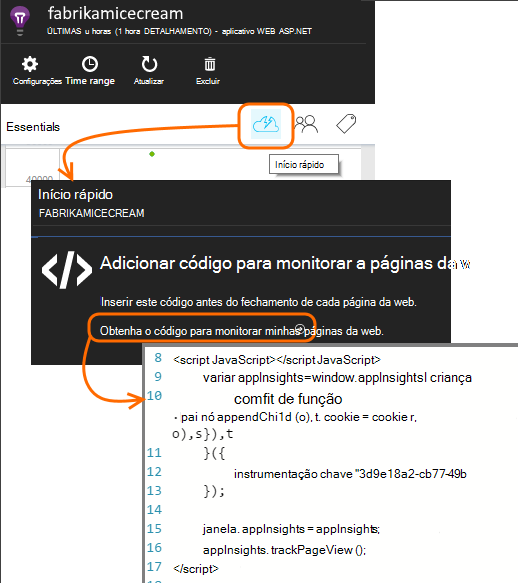 fabrikamicecream
ÚLTIMAS u horas (1 hora DETALHAMENTO) - aplicativo WEB ASP.NET
Configurações Time range Atualizar Excluir
Essentials
Início rápido
40000
Início rápido
FABRIKAMICECREAM
</> Adicionar código para monitorar a páginas da w
Inserir este código antes do fechamento de cada página da web.
Obtenha o código para monitorar minhas páginas da web.
8 <script JavaScript></script JavaScript>
9 variar appInsights=window.appInsightsl criança
10 comfit de função
- pai nó appendChi1d (o), t. cookie = cookie r,
o),s}),t
11 }({
12 instrumentação chave "3d9e18a2-cb77-49b
13 });
14
15 janela. appInsights = appInsights;
16 appInsights. trackPageView ();
17 </script>